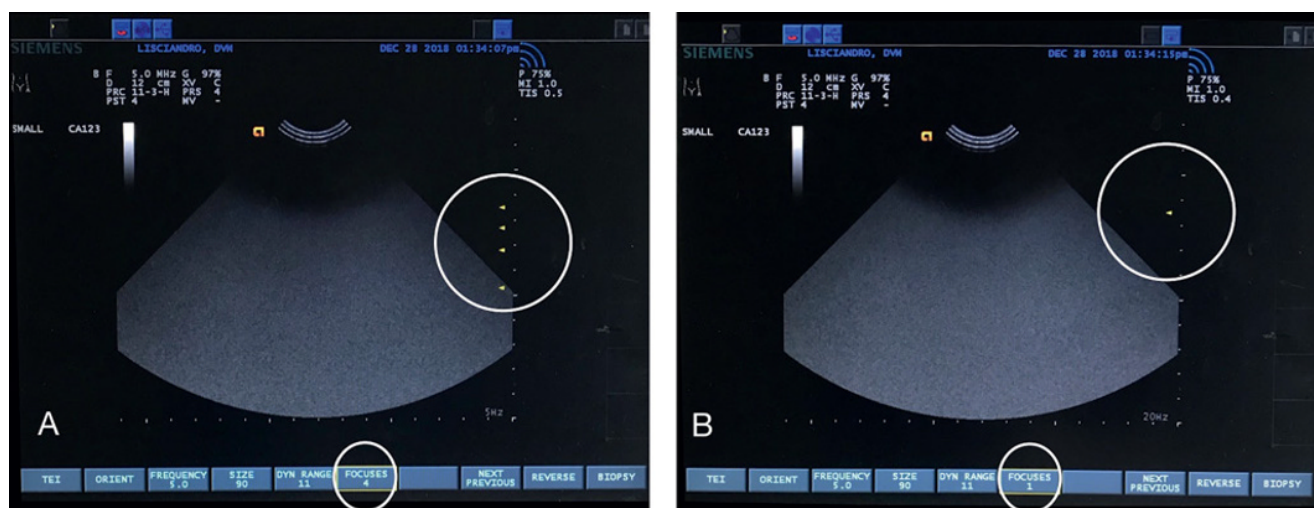 SIEMENS
LISCIANDRO, DVM
DEC 28 2018 01:34:07pm
B F 5.0 MHz G 97%
D 12 cm XV C
PRC 11-3-H PRS 4
PST 4 MV -
P 75%
MI 1.0
TIS 0.5
SMALL CA123
5Hz
A
TEI ORIENT FREQUENCY 5.0 SIZE 90 DYN RANGE 11 FOCUSES 4 NEXT PREVIOUS REVERSE BIOPSY
SIEMENS
LISCIANDRO, DVM
DEC 28 2018 01:34:15pm
B F 5.0 MHz G 97%
D 12 cm XV C
PRC 11-3-H PRS 4
PST 4 MV -
P 75%
MI 1.0
TIS 0.4
SMALL CA123
20Hz
B
TEI ORIENT FREQUENCY 5.0 SIZE 90 DYN RANGE 11 FOCUSES 1 NEXT PREVIOUS REVERSE BIOPSY